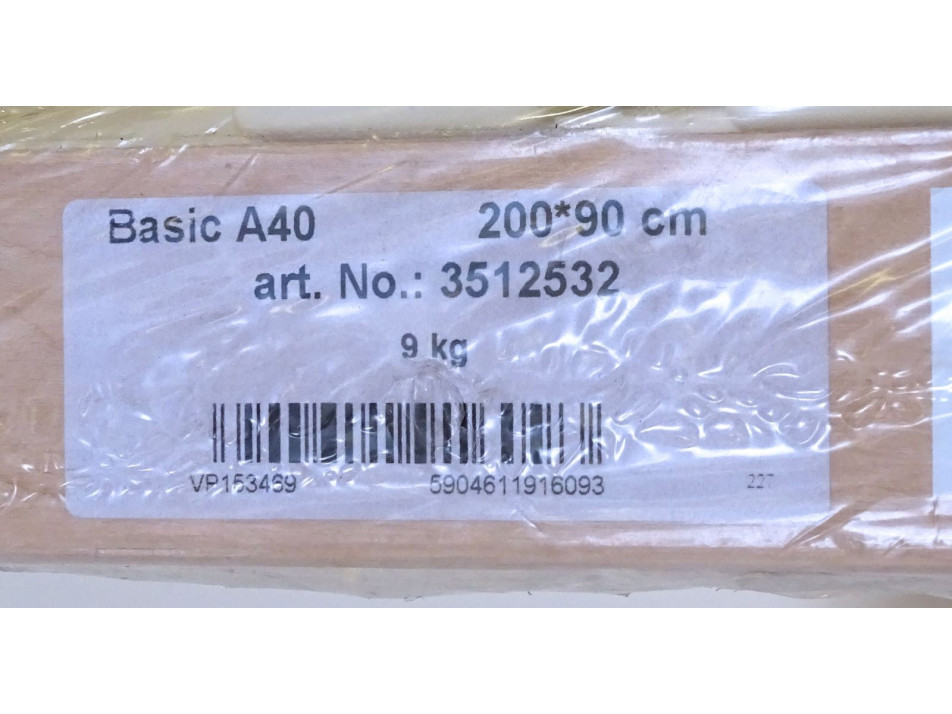 Basic A40 200*90 cm
art. No.: 3512532
9 kg
VP153469 5904611916093 227